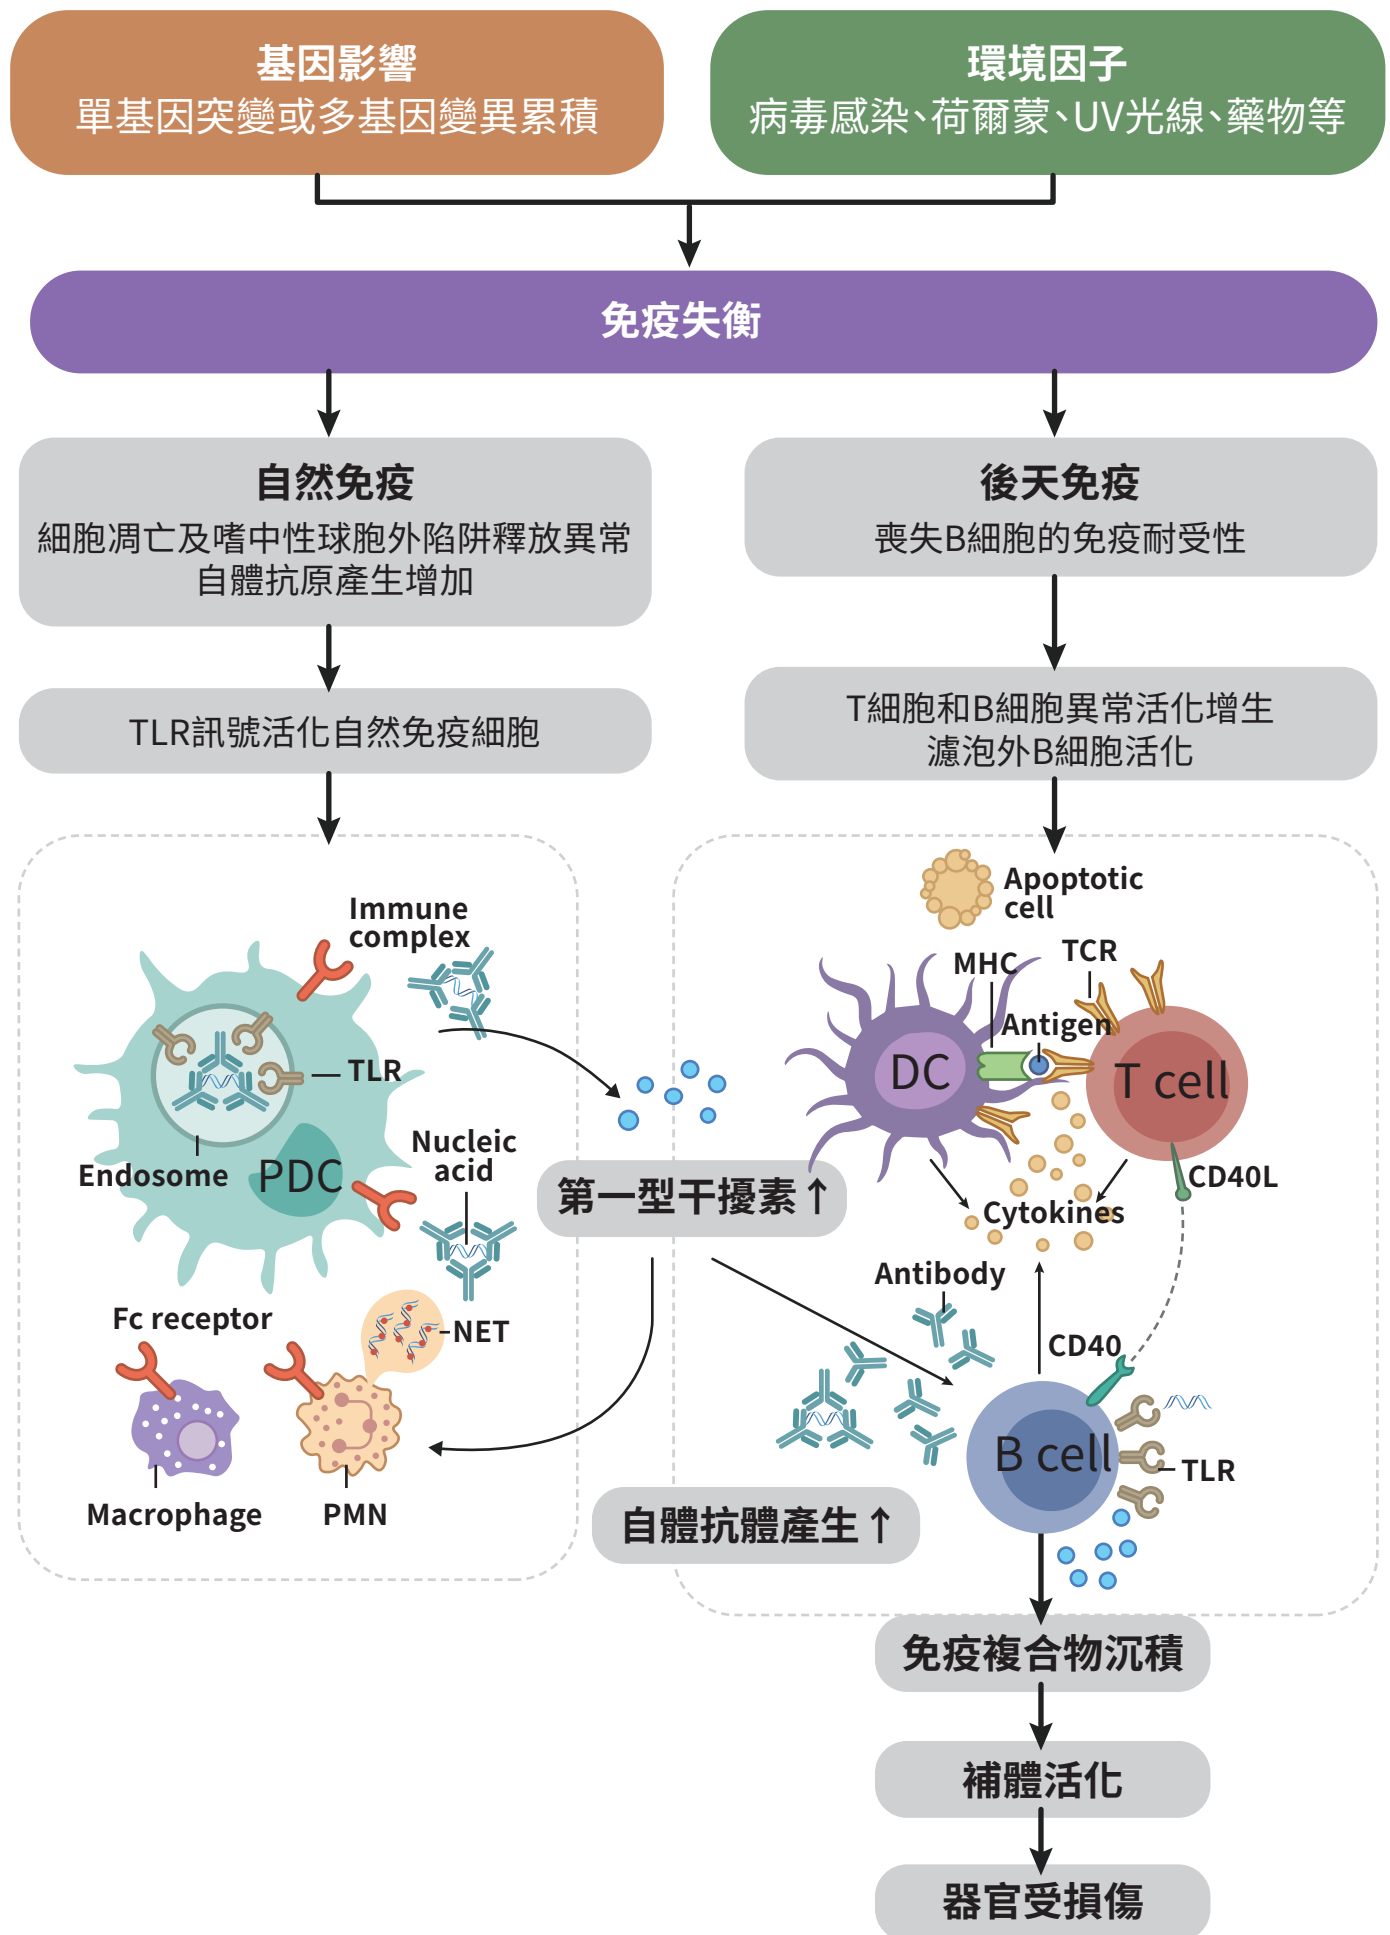 基因影響
單基因突變或多基因變異累積
環境因子
病毒感染、荷爾蒙、UV光線、藥物等
免疫失衡
自然免疫
細胞凋亡及嗜中性球胞外陷阱釋放異常
自體抗原產生增加
TLR訊號活化自然免疫細胞
後天免疫
喪失B細胞的免疫耐受性
T細胞和B細胞異常活化增生
濾泡外B細胞活化
Immune
complex
TLR
Endosome
PDC
Nucleic
acid
Fc receptor
NET
Macrophage
PMN
第一型干擾素↑
自體抗體產生↑
Apoptotic
cell
MHC
TCR
Antigen
DC
T cell
CD40L
Cytokines
Antibody
CD40
B cell
TLR
免疫複合物沉積
補體活化
器官受損傷